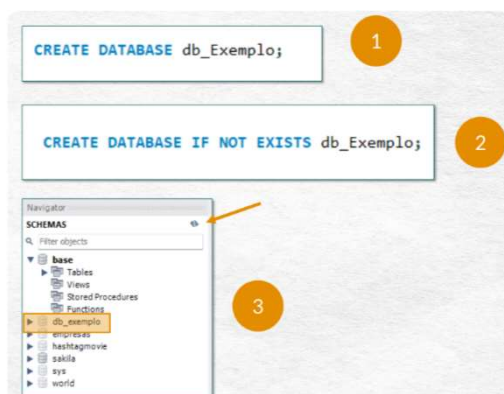 CREATE DATABASE db_Exemplo;
1
CREATE DATABASE IF NOT EXISTS db_Exemplo;
2
Navigator
SCHEMAS
Filter objects
base
Tables
Views
Stored Procedures
Functions
db_exemplo
empresas
hashtagmovie
sakila
sys
world
3